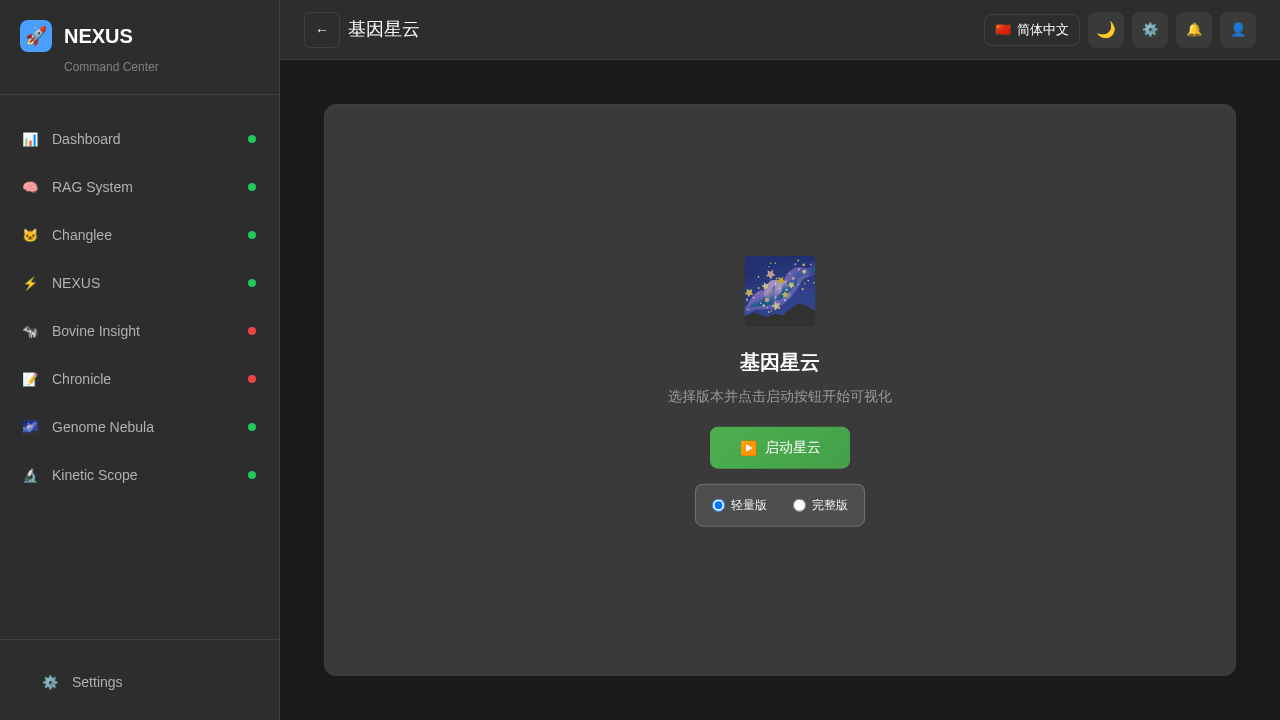 NEXUS
Command Center
Dashboard
RAG System
Changlee
NEXUS
Bovine Insight
Chronicle
Genome Nebula
Kinetic Scope
Settings
← 基因星云
简体中文
基因星云
选择版本并点击启动按钮开始可视化
启动星云
轻量版 完整版